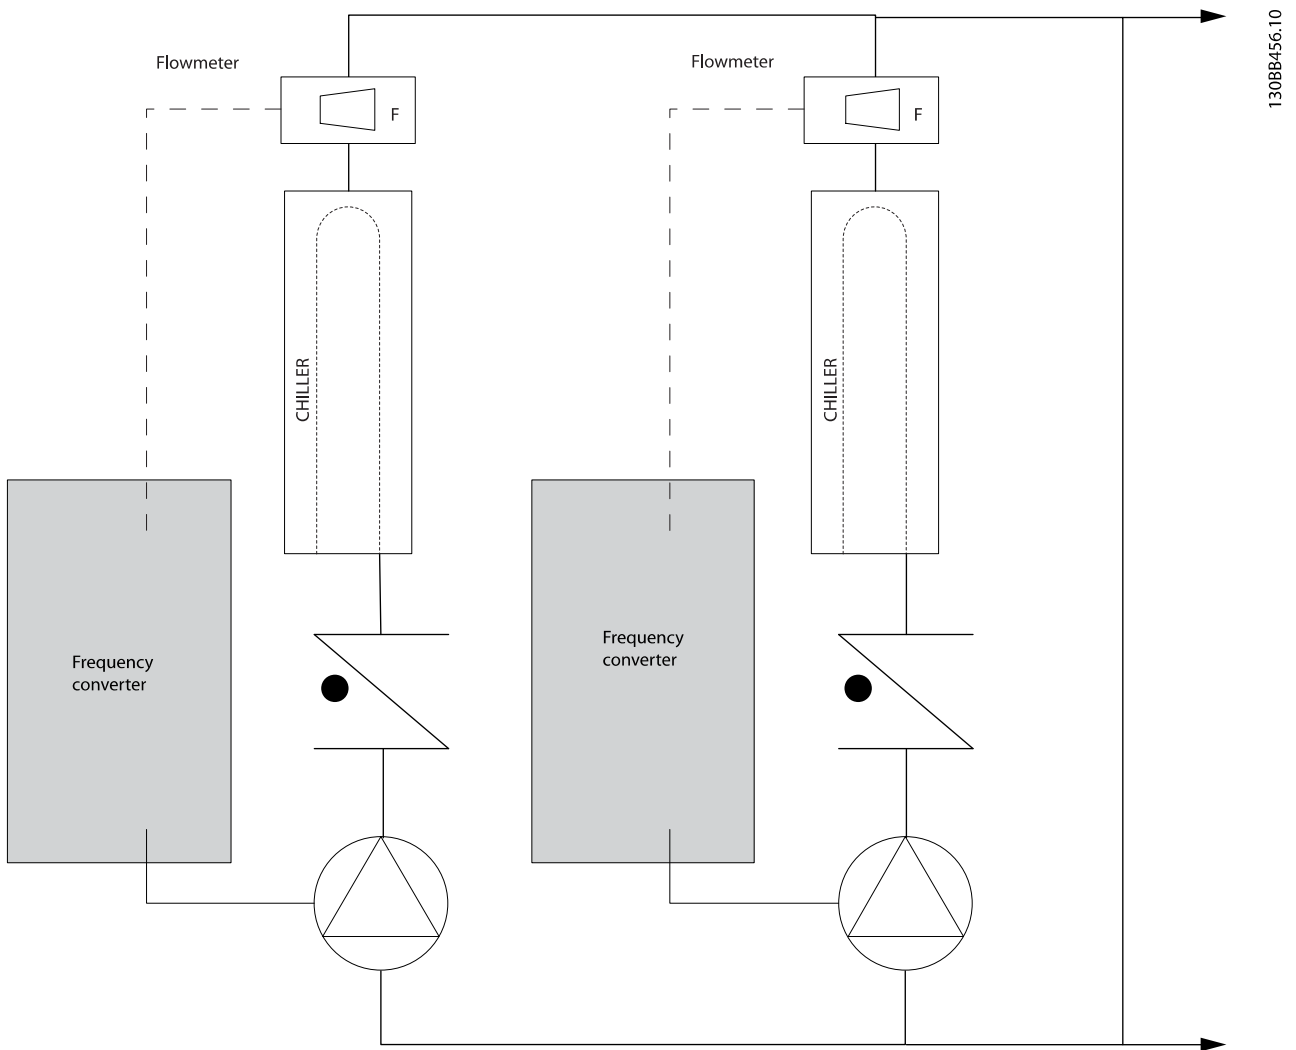 Flowmeter
Flowmeter
130BB456.10
F
F
CHILLER
CHILLER
Frequency
converter
Frequency
converter